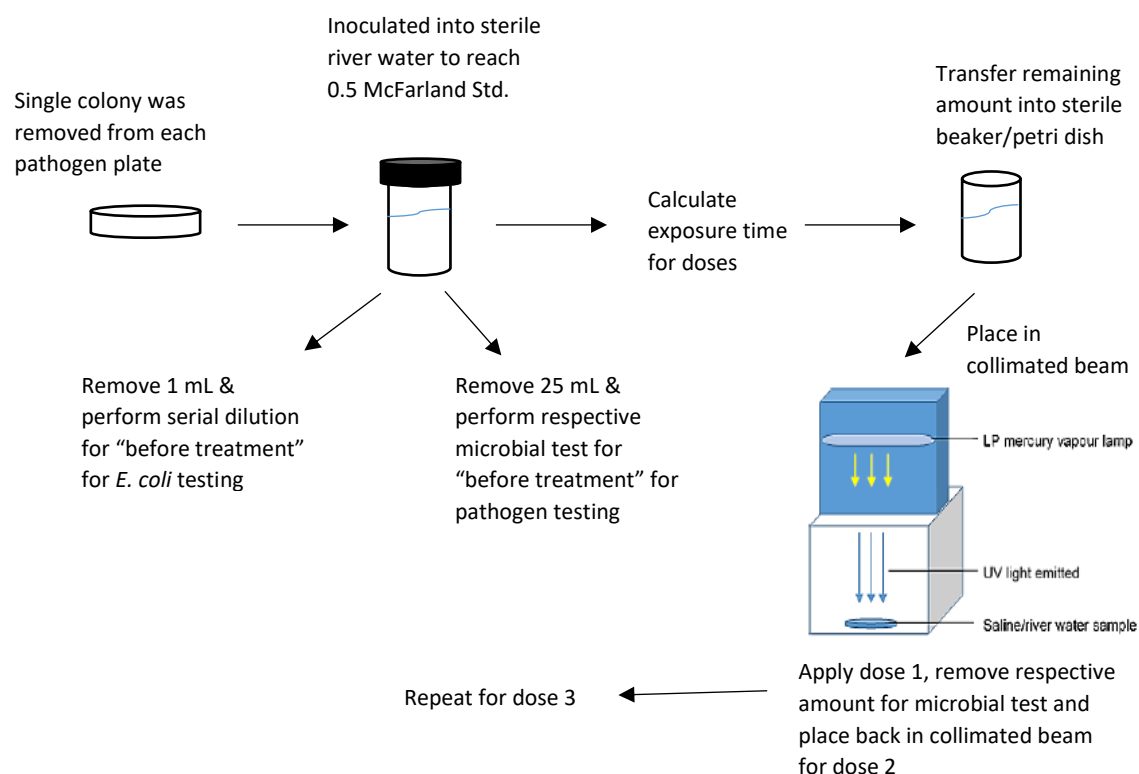 Single colony was
removed from each
pathogen plate
Inoculated into sterile
river water to reach
0.5 McFarland Std.
Calculate
exposure time
for doses
Transfer remaining
amount into sterile
beaker/petri dish
Remove 1 mL &
perform serial dilution
for “before treatment”
for E. coli testing
Remove 25 mL &
perform respective
microbial test for
“before treatment” for
pathogen testing
Place in
collimated beam
LP mercury vapour lamp
UV light emitted
Saline/river water sample
Apply dose 1, remove respective
amount for microbial test and
place back in collimated beam
for dose 2
Repeat for dose 3